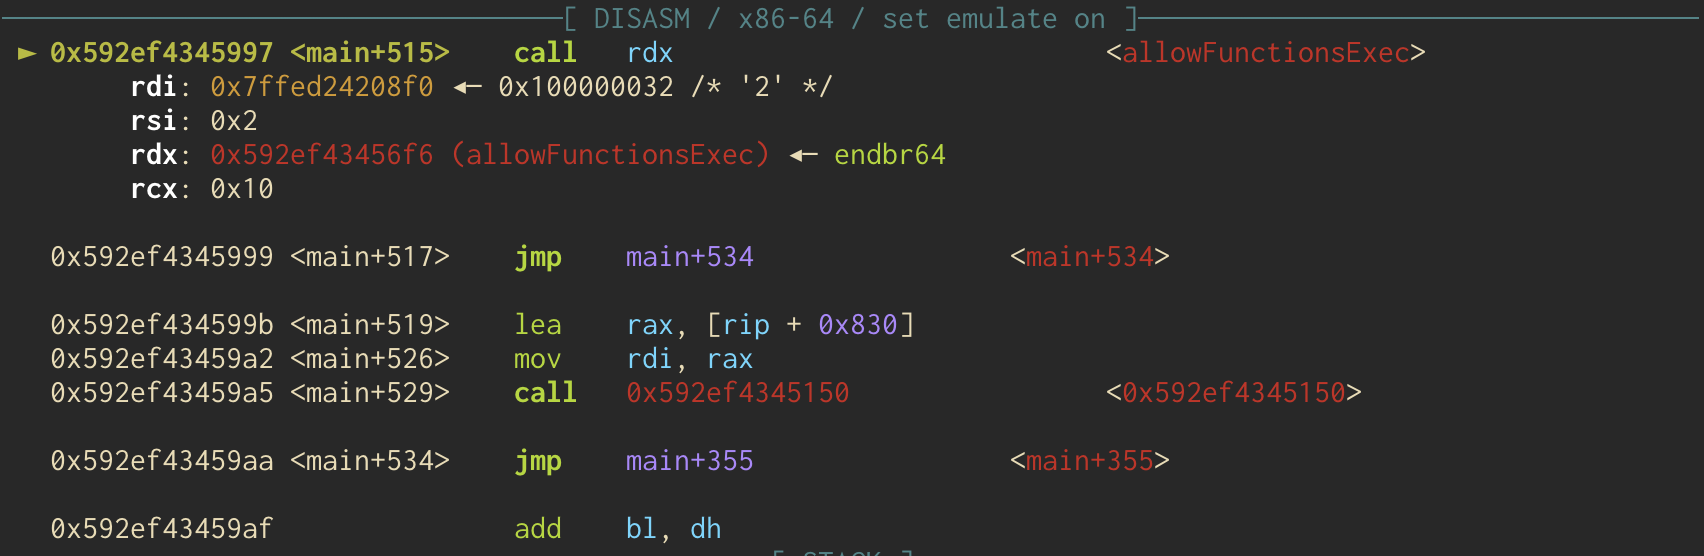 [ DISASM / x86-64 / set emulate on ]
► 0x592ef4345997 <main+515> call rdx <allowFunctionsExec>
rdi: 0x7ffed24208f0 ◂— 0x100000032 /* '2' */
rsi: 0x2
rdx: 0x592ef43456f6 (allowFunctionsExec) ◂— endbr64
rcx: 0x10
0x592ef4345999 <main+517> jmp main+534 <main+534>
0x592ef434599b <main+519> lea rax, [rip + 0x830]
0x592ef43459a2 <main+526> mov rdi, rax
0x592ef43459a5 <main+529> call 0x592ef4345150 <0x592ef4345150>
0x592ef43459aa <main+534> jmp main+355 <main+355>
0x592ef43459af add bl, dh
[ STACK ]